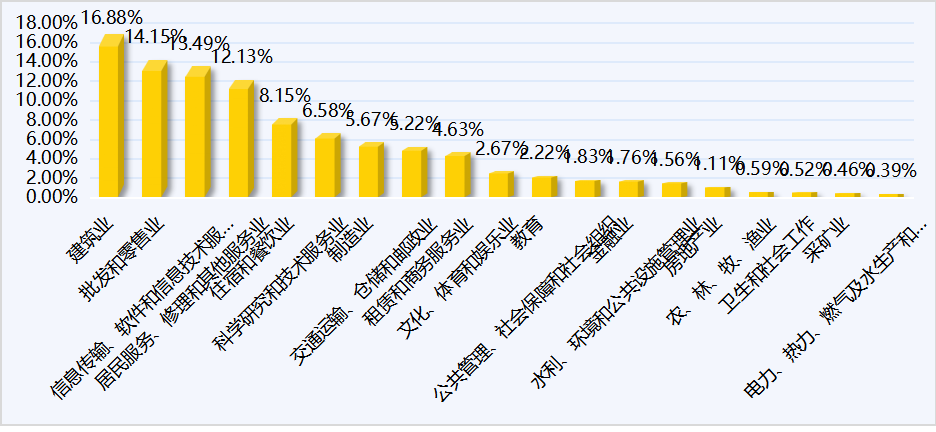 18.00%
16.00%
14.00%
12.00%
10.00%
8.00%
6.00%
4.00%
2.00%
0.00%
16.88%
14.15%
13.49%
12.13%
8.15%
6.58%
5.67%
5.22%
4.63%
2.67%
2.22%
1.83%
1.76%
1.56%
1.11%
0.59%
0.52%
0.46%
0.39%
建筑业
批发和零售业
信息传输、软件和信息技术服…
居民服务、修理和其他服务业
住宿和餐饮业
科学研究和技术服务业
制造业
交通运输、仓储和邮政业
租赁和商务服务业
文化、体育和娱乐业
教育
公共管理、社会保障和社会组织
金融业
水利、环境和公共设施管理业
房地产业
农、林、牧、渔业
卫生和社会工作
采矿业
电力、热力、燃气及水生产和…